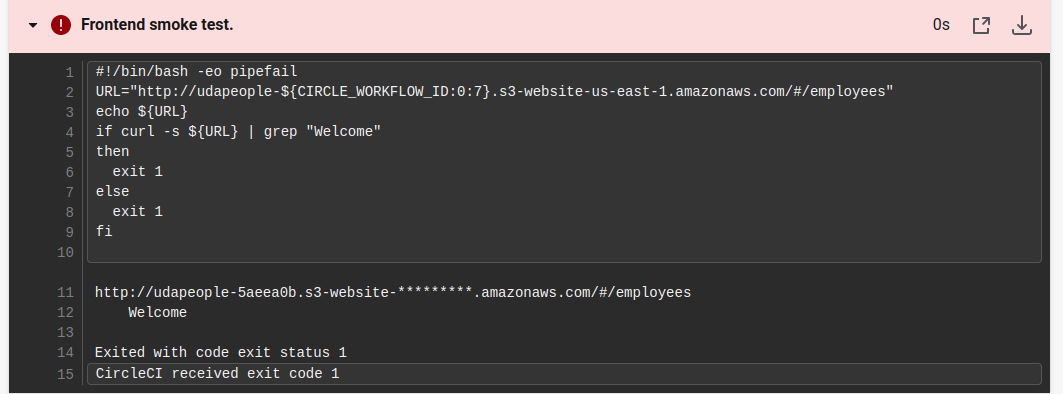 Frontend smoke test.
0s
1 #!/bin/bash -eo pipefail
2 URL="http://udapeople-${CIRCLE_WORKFLOW_ID:0:7}.s3-website-us-east-1.amazonaws.com/#/employees"
3 echo ${URL}
4 if curl -s ${URL} | grep "Welcome"
5 then
6   exit 1
7 else
8   exit 1
9 fi
10
11 http://udapeople-5aeea0b.s3-website-*********.amazonaws.com/#/employees
12     Welcome
13
14 Exited with code exit status 1
15 CircleCI received exit code 1